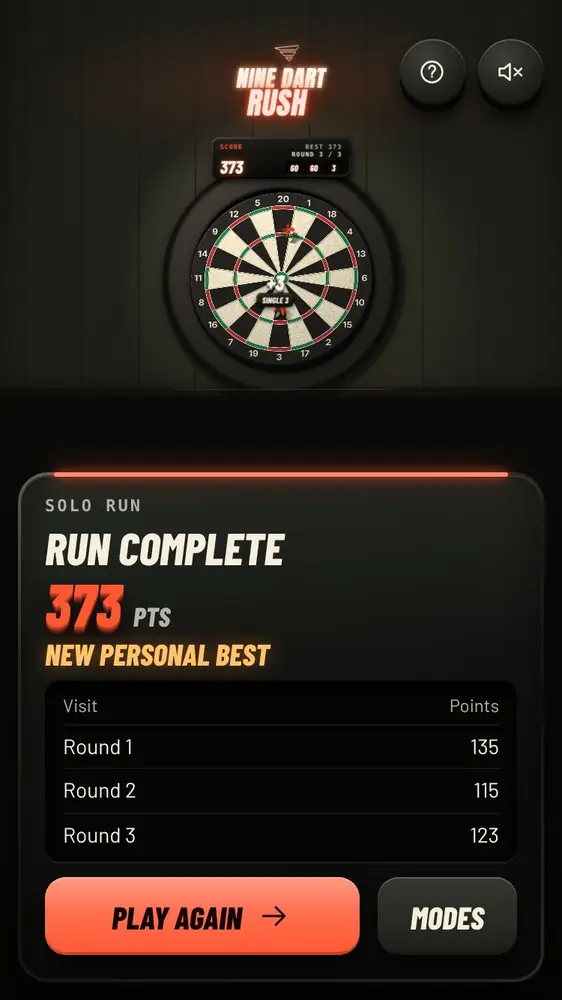 NINE DART
RUSH
SCORE
373
BEST 373
ROUND 3 / 3
60 60 3
20 1 18 4 13 6 10 15 2 17 3 19 7 16 8 11 14 9 12 5
+3
SINGLE 3
SOLO RUN
RUN COMPLETE
373 PTS
NEW PERSONAL BEST
Visit Points
Round 1 135
Round 2 115
Round 3 123
PLAY AGAIN →
MODES